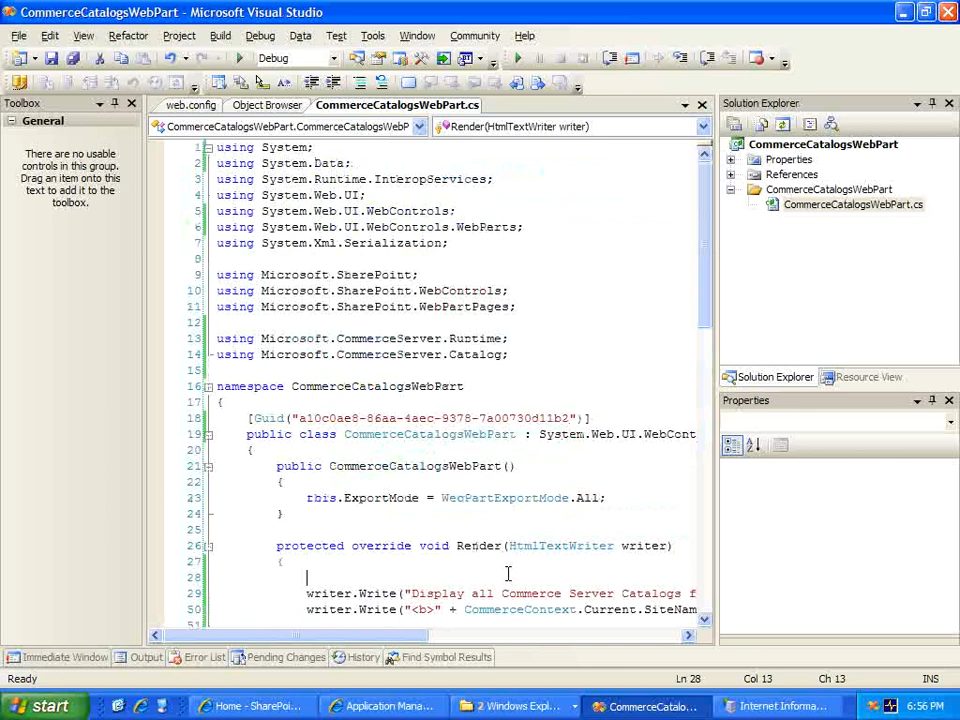 CommerceCatalogsWebPart - Microsoft Visual Studio
File Edit View Refactor Project Build Debug Data Test Tools Window Community Help
Debug
Toolbox
General
There are no usable
controls in this group.
Drag an item onto this
text to add it to the
toolbox.
web.config Object Browser CommerceCatalogsWebPart.cs
CommerceCatalogsWebPart.CommerceCatalogsWebP Render(HtmlTextWriter writer)
1 using System;
2 using System.Data;
3 using System.Runtime.InteropServices;
4 using System.Web.UI;
5 using System.Web.UI.WebControls;
6 using System.Web.UI.WebControls.WebParts;
7 using System.Xml.Serialization;
8
9 using Microsoft.SharePoint;
10 using Microsoft.SharePoint.WebControls;
11 using Microsoft.SharePoint.WebPartPages;
12
13 using Microsoft.CommerceServer.Runtime;
14 using Microsoft.CommerceServer.Catalog;
15
16 namespace CommerceCatalogsWebPart
17 {
18 [Guid("a10c0ae8-86aa-4aec-9378-7a00730d11b2")]
19 public class CommerceCatalogsWebPart : System.Web.UI.WebCont
20 {
21 public CommerceCatalogsWebPart()
22 {
23 this.ExportMode = WebPartExportMode.All;
24 }
25
26 protected override void Render(HtmlTextWriter writer)
27 {
28
29 writer.Write("Display all Commerce Server Catalogs f
50 writer.Write("<b>" + CommerceContext.Current.SiteNam
51
Solution Explorer
CommerceCatalogsWebPart
Properties
References
CommerceCatalogsWebPart
CommerceCatalogsWebPart.cs
Solution Explorer Resource View
Properties
Immediate Window Output Error List Pending Changes History Find Symbol Results
Ready Ln 28 Col 13 Ch 13 INS
start Home - SharePoi... Application Mana... 2 Windows Expl... CommerceCatalo... Internet Informa... 6:56 PM